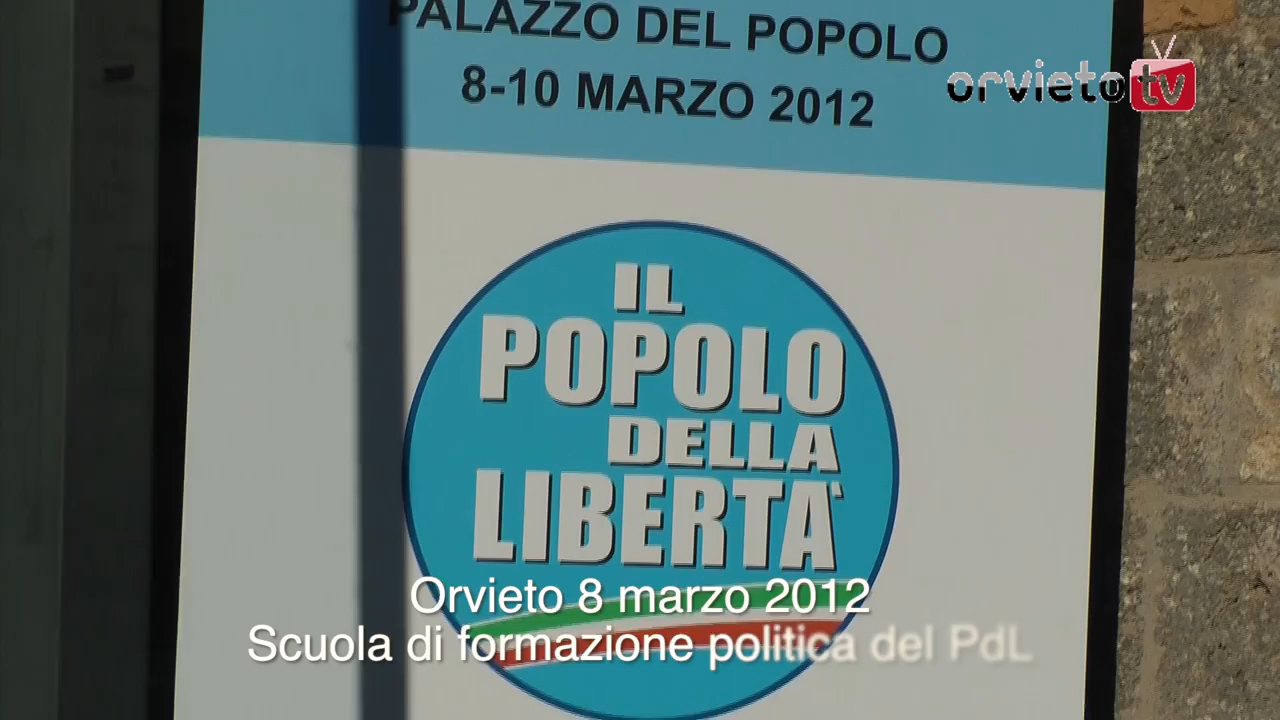 PALAZZO DEL POPOLO
8-10 MARZO 2012
orvieto tv
IL
POPOLO
DELLA
LIBERTÀ
Orvieto 8 marzo 2012
Scuola di formazione politica del PdL